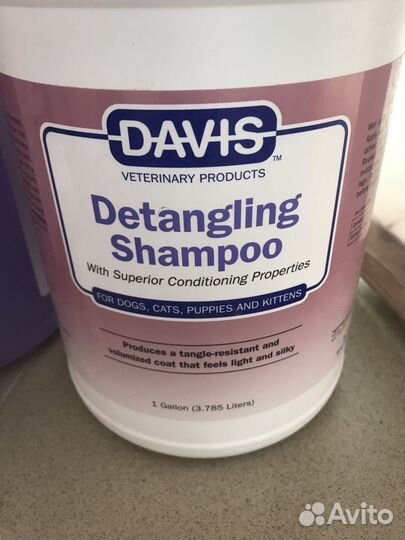 DAVIS
™
VETERINARY PRODUCTS
Detangling
Shampoo
With Superior Conditioning Properties
FOR DOGS, CATS, PUPPIES AND KITTENS
Produces a tangle-resistant and
volumized coat that feels light and silky
1 Gallon (3.785 Liters)
Avito